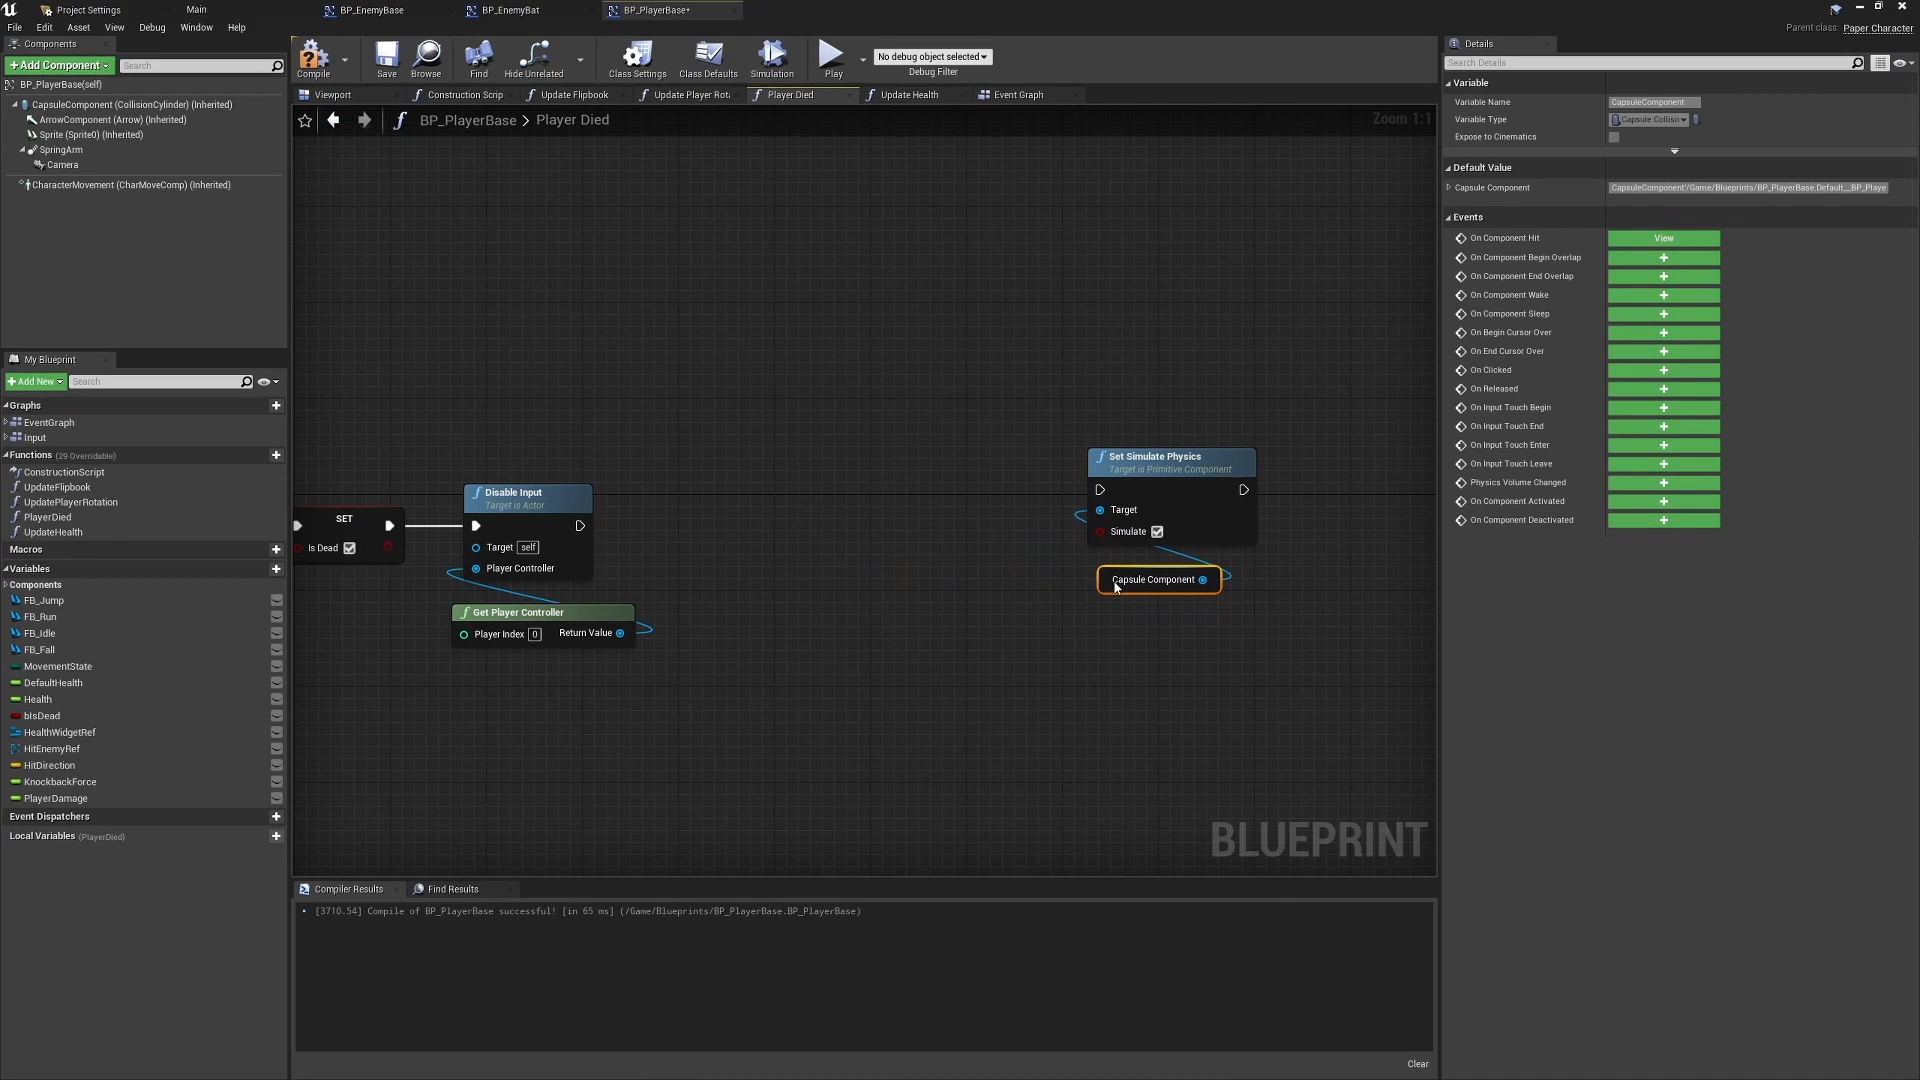 Project Settings
Main
BP_EnemyBase
BP_EnemyBat
BP_PlayerBase*
File Edit Asset View Debug Window Help
Parent class: Paper Character
Components
+Add Component
Search
BP_PlayerBase(self)
CapsuleComponent (CollisionCylinder) (Inherited)
ArrowComponent (Arrow) (Inherited)
Sprite (Sprite0) (Inherited)
SpringArm
Camera
CharacterMovement (CharMoveComp) (Inherited)
My Blueprint
+Add New
Search
Graphs
EventGraph
Input
Functions (29 Overridable)
ConstructionScript
UpdateFlipbook
UpdatePlayerRotation
PlayerDied
UpdateHealth
Macros
Variables
Components
FB_Jump
FB_Run
FB_Idle
FB_Fall
MovementState
DefaultHealth
Health
bIsDead
HealthWidgetRef
HitEnemyRef
HitDirection
KnockbackForce
PlayerDamage
Event Dispatchers
Local Variables (PlayerDied)
Compile
Save
Browse
Find
Hide Unrelated
Class Settings
Class Defaults
Simulation
Play
No debug object selected
Debug Filter
Viewport
Construction Scrip
Update Flipbook
Update Player Rot
Player Died
Update Health
Event Graph
BP_PlayerBase > Player Died
Zoom 1:1
SET
Is Dead
Disable Input
Target is Actor
Target self
Player Controller
Get Player Controller
Player Index 0 Return Value
Set Simulate Physics
Target is Primitive Component
Target
Simulate
Capsule Component
BLUEPRINT
Compiler Results
Find Results
[3710.54] Compile of BP_PlayerBase successful! [in 65 ms] (/Game/Blueprints/BP_PlayerBase.BP_PlayerBase)
Clear
Details
Search Details
Variable
Variable Name CapsuleComponent
Variable Type Capsule Collisic
Expose to Cinematics
Default Value
Capsule Component CapsuleComponent'/Game/Blueprints/BP_PlayerBase.Default__BP_Playe
Events
On Component Hit View
On Component Begin Overlap
On Component End Overlap
On Component Wake
On Component Sleep
On Begin Cursor Over
On End Cursor Over
On Clicked
On Released
On Input Touch Begin
On Input Touch End
On Input Touch Enter
On Input Touch Leave
Physics Volume Changed
On Component Activated
On Component Deactivated